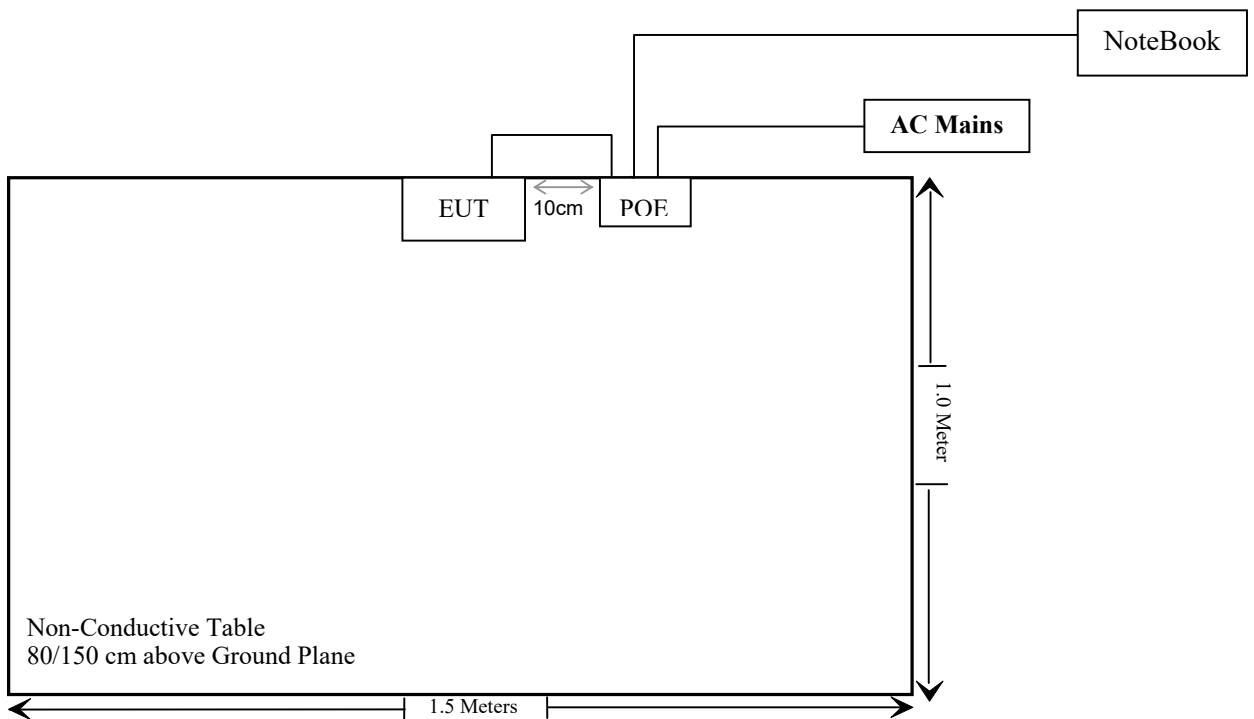 NoteBook
AC Mains
EUT
10cm
POE
1.0 Meter
Non-Conductive Table
80/150 cm above Ground Plane
1.5 Meters